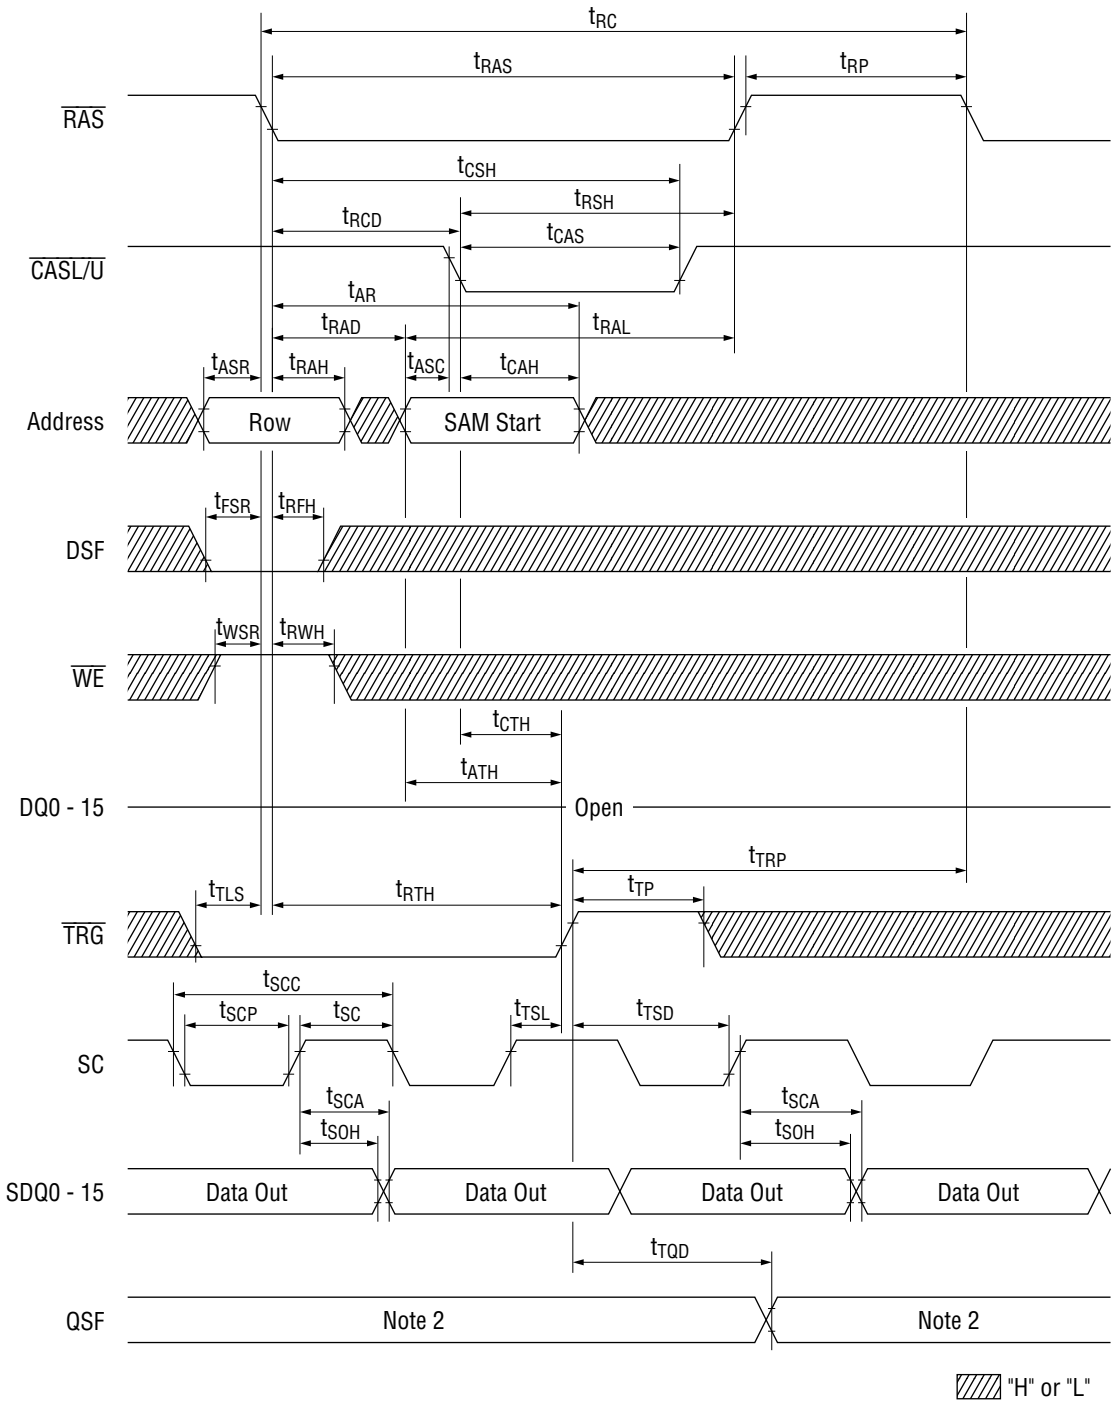 tRC
tRAS tRP
RAS
tCSH
tRSH
tRCD
tCAS
CASL/U
tAR
tRAD tRAL
tASR tRAH tASC tCAH
Address Row SAM Start
tFSR tRFH
DSF
tWSR tRWH
WE
tCTH
tATH
DQ0 - 15 Open
tTRP
tTLS tRTH tTP
TRG
tSCC
tSCP tSC tTSL tTSD
SC
tSCA tSCA
tSOH tSOH
SDQ0 - 15 Data Out Data Out Data Out Data Out
tTQD
QSF Note 2 Note 2
"H" or "L"